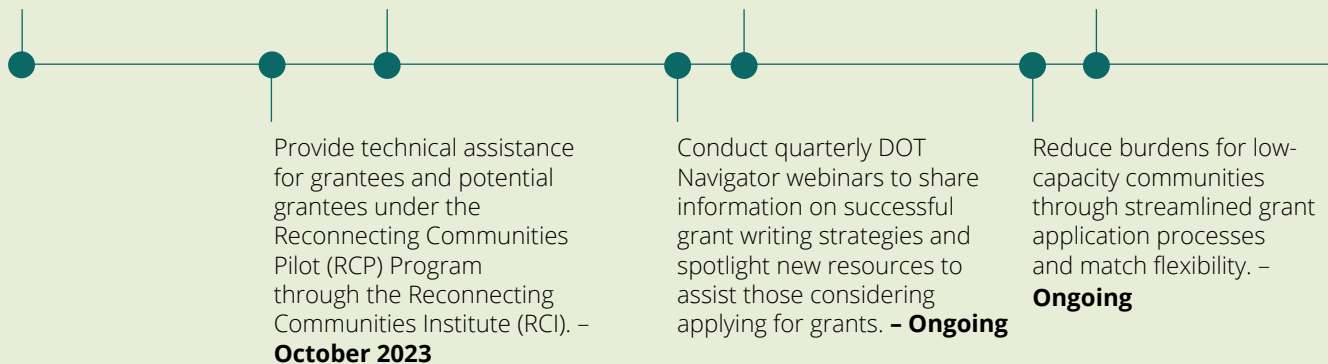 Provide technical assistance
for grantees and potential
grantees under the
Reconnecting Communities
Pilot (RCP) Program
through the Reconnecting
Communities Institute (RCI). –
October 2023
Conduct quarterly DOT
Navigator webinars to share
information on successful
grant writing strategies and
spotlight new resources to
assist those considering
applying for grants. – Ongoing
Reduce burdens for low-
capacity communities
through streamlined grant
application processes
and match flexibility. –
Ongoing